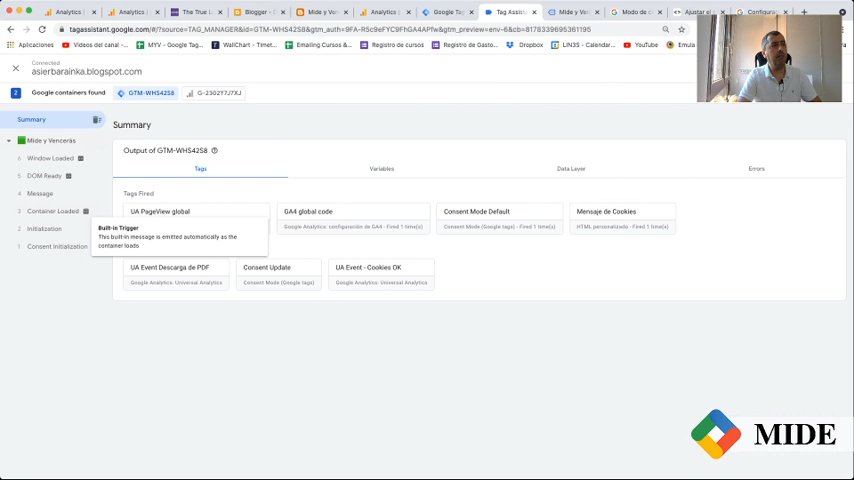 Analytics
Analytics
The True L
Blogger - C
Mide y Ven
Analytics
Google Ta
Tag Assist
Mide y Ve
Modo de
Ajustar el
Configura
tagassistant.google.com/#/?source=TAG_MANAGER&id=GTM-WHS42S8&gtm_auth=9FA-R5c9eFYC9FhGA4APfw&gtm_preview=env-6&cb=8178339695361195
Aplicaciones
Vídeos del canal -...
MYV - Google Tag...
WallChart - Timet...
Emailing Cursos &...
Registro de cursos
Registro de Gasto...
Dropbox
LIN3S - Calendar...
YouTube
Emula
Connected
asierbarainka.blogspot.com
2 Google containers found
GTM-WHS42S8
G-2302Y7J7XJ
Summary
Mide y Vencerás
6 Window Loaded
5 DOM Ready
4 Message
3 Container Loaded
2 Initialization
1 Consent Initialization
Built-in Trigger
This built-in message is emitted automatically as the
container loads
Summary
Output of GTM-WHS42S8
Tags
Variables
Data Layer
Errors
Tags Fired
UA PageView global
GA4 global code
Google Analytics: configuración de GA4 - Fired 1 time(s)
Consent Mode Default
Consent Mode (Google tags) - Fired 1 time(s)
Mensaje de Cookies
HTML personalizado - Fired 1 time(s)
UA Event Descarga de PDF
Google Analytics: Universal Analytics
Consent Update
Consent Mode (Google tags)
UA Event - Cookies OK
Google Analytics: Universal Analytics
MIDE